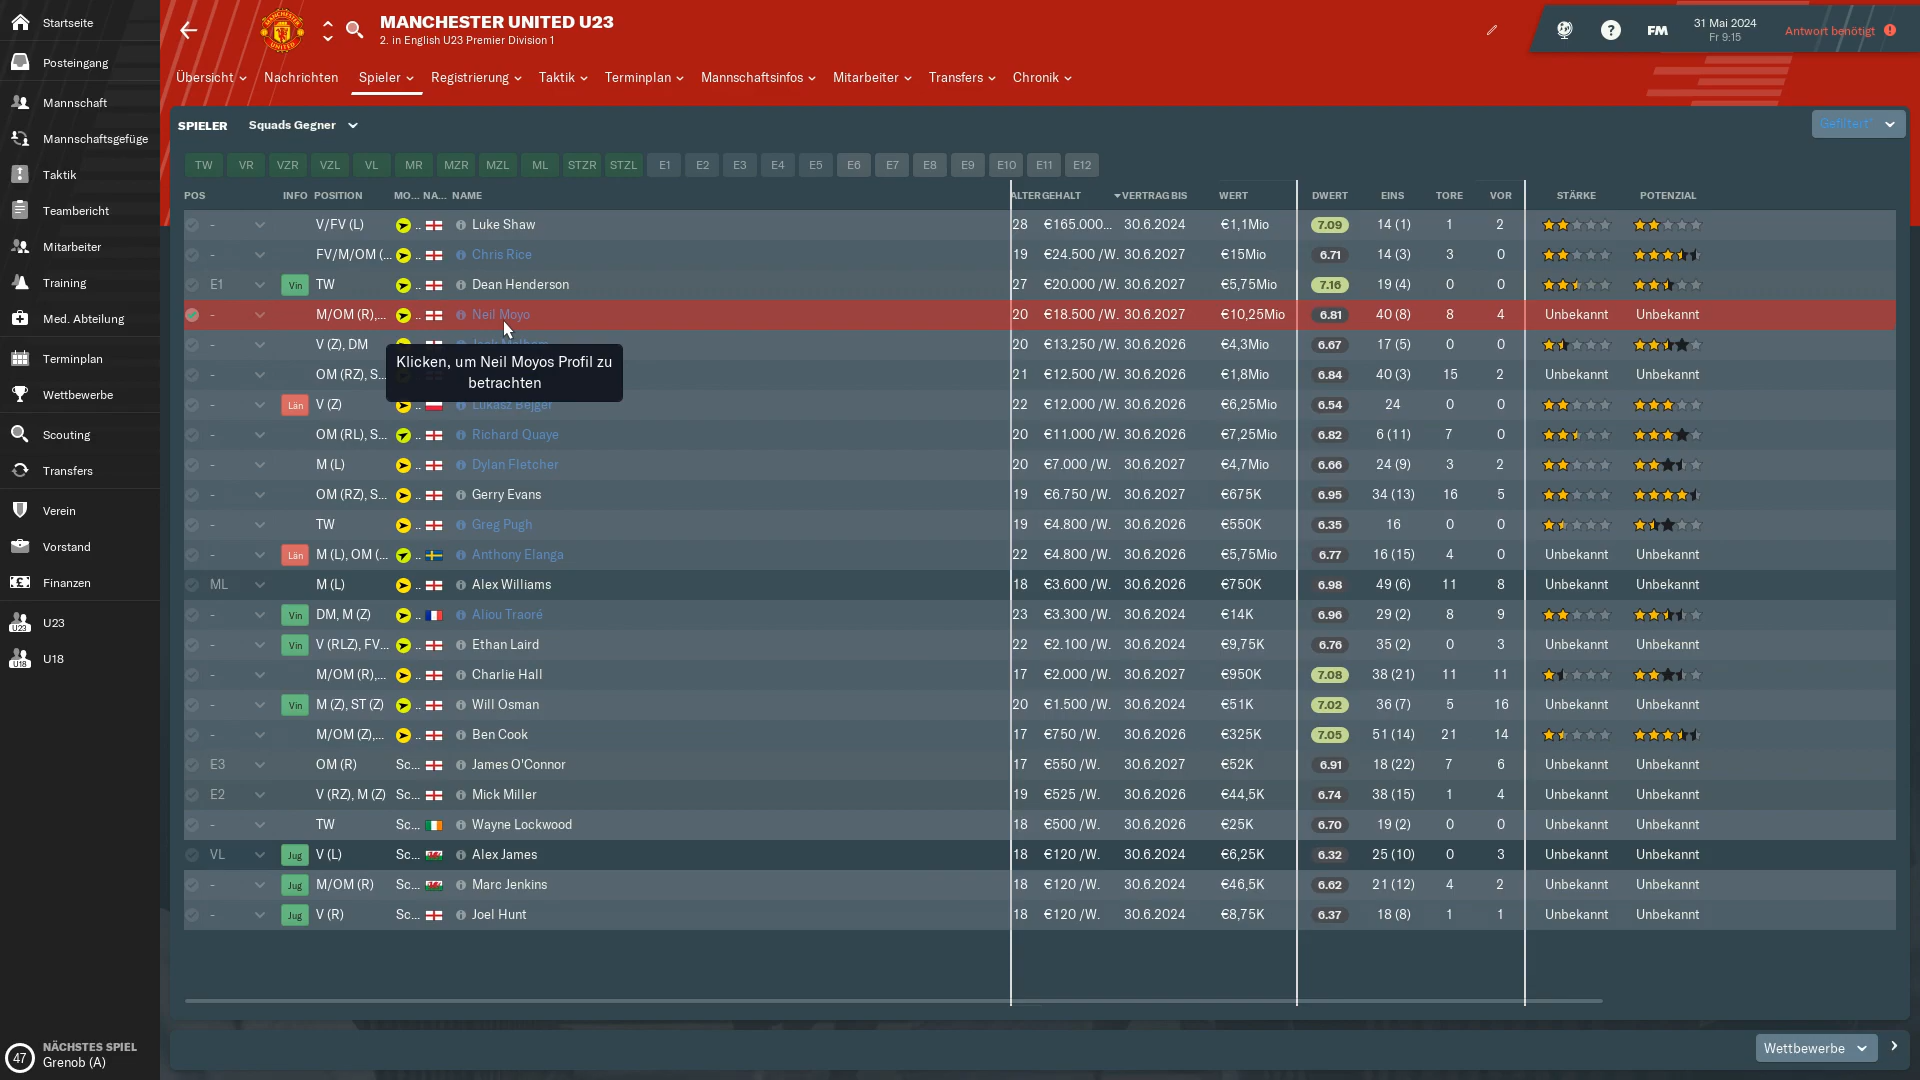 Startseite
Posteingang
Mannschaft
Mannschaftsgefüge
Taktik
Teambericht
Mitarbeiter
Training
Med. Abteilung
Terminplan
Wettbewerbe
Scouting
Transfers
Verein
Vorstand
Finanzen
U23 U23
U18 U18
47 NÄCHSTES SPIEL
Grenob (A)
MANCHESTER UNITED U23
2. in English U23 Premier Division 1
? FM 31 Mai 2024 Antwort benötigt
Fr 9:15
Übersicht Nachrichten Spieler Registrierung Taktik Terminplan Mannschaftsinfos Mitarbeiter Transfers Chronik
SPIELER Squads Gegner Gefiltert*
TW VR VZR VZL VL MR MZR MZL ML STZR STZL E1 E2 E3 E4 E5 E6 E7 E8 E9 E10 E11 E12
POS INFO POSITION MO... NA... NAME ALTER GEHALT VERTRAG BIS WERT DWERT EINS TORE VOR STÄRKE POTENZIAL
- V/FV (L) .. Luke Shaw 28 €165.000... 30.6.2024 €1,1Mio 7.09 14 (1) 1 2
- FV/M/OM (... .. Chris Rice 19 €24.500 /W. 30.6.2027 €15Mio 6.71 14 (3) 3 0
E1 Vin TW .. Dean Henderson 27 €20.000 /W. 30.6.2027 €5,75Mio 7.16 19 (4) 0 0
- M/OM (R),... .. Neil Moyo 20 €18.500 /W. 30.6.2027 €10,25Mio 6.81 40 (8) 8 4 Unbekannt Unbekannt
- V (Z), DM 20 €13.250 /W. 30.6.2026 €4,3Mio 6.67 17 (5) 0 0
Klicken, um Neil Moyos Profil zu
betrachten
- OM (RZ), S... 21 €12.500 /W. 30.6.2026 €1,8Mio 6.84 40 (3) 15 2 Unbekannt Unbekannt
- Län V (Z) .. Lukasz Bejger 22 €12.000 /W. 30.6.2026 €6,25Mio 6.54 24 0 0
- OM (RL), S... .. Richard Quaye 20 €11.000 /W. 30.6.2026 €7,25Mio 6.82 6 (11) 7 0
- M (L) .. Dylan Fletcher 20 €7.000 /W. 30.6.2027 €4,7Mio 6.66 24 (9) 3 2
- OM (RZ), S... .. Gerry Evans 19 €6.750 /W. 30.6.2027 €675K 6.95 34 (13) 16 5
- TW .. Greg Pugh 19 €4.800 /W. 30.6.2026 €550K 6.35 16 0 0
- Län M (L), OM (... .. Anthony Elanga 22 €4.800 /W. 30.6.2026 €5,75Mio 6.77 16 (15) 4 0 Unbekannt Unbekannt
ML M (L) .. Alex Williams 18 €3.600 /W. 30.6.2026 €750K 6.98 49 (6) 11 8 Unbekannt Unbekannt
- Vin DM, M (Z) .. Aliou Traoré 23 €3.300 /W. 30.6.2024 €14K 6.96 29 (2) 8 9
- Vin V (RLZ), FV... .. Ethan Laird 22 €2.100 /W. 30.6.2024 €9,75K 6.76 35 (2) 0 3 Unbekannt Unbekannt
- M/OM (R),... .. Charlie Hall 17 €2.000 /W. 30.6.2027 €950K 7.08 38 (21) 11 11
- Vin M (Z), ST (Z) .. Will Osman 20 €1.500 /W. 30.6.2024 €51K 7.02 36 (7) 5 16 Unbekannt Unbekannt
- M/OM (Z),... .. Ben Cook 17 €750 /W. 30.6.2026 €325K 7.05 51 (14) 21 14
E3 OM (R) Sc... James O'Connor 17 €550 /W. 30.6.2027 €52K 6.91 18 (22) 7 6 Unbekannt Unbekannt
E2 V (RZ), M (Z) Sc... Mick Miller 19 €525 /W. 30.6.2026 €44,5K 6.74 38 (15) 1 4 Unbekannt Unbekannt
- TW Sc... Wayne Lockwood 18 €500 /W. 30.6.2026 €25K 6.70 19 (2) 0 0 Unbekannt Unbekannt
VL Jug V (L) Sc... Alex James 18 €120 /W. 30.6.2024 €6,25K 6.32 25 (10) 0 3 Unbekannt Unbekannt
- Jug M/OM (R) Sc... Marc Jenkins 18 €120 /W. 30.6.2024 €46,5K 6.62 21 (12) 4 2 Unbekannt Unbekannt
- Jug V (R) Sc... Joel Hunt 18 €120 /W. 30.6.2024 €8,75K 6.37 18 (8) 1 1 Unbekannt Unbekannt
Wettbewerbe